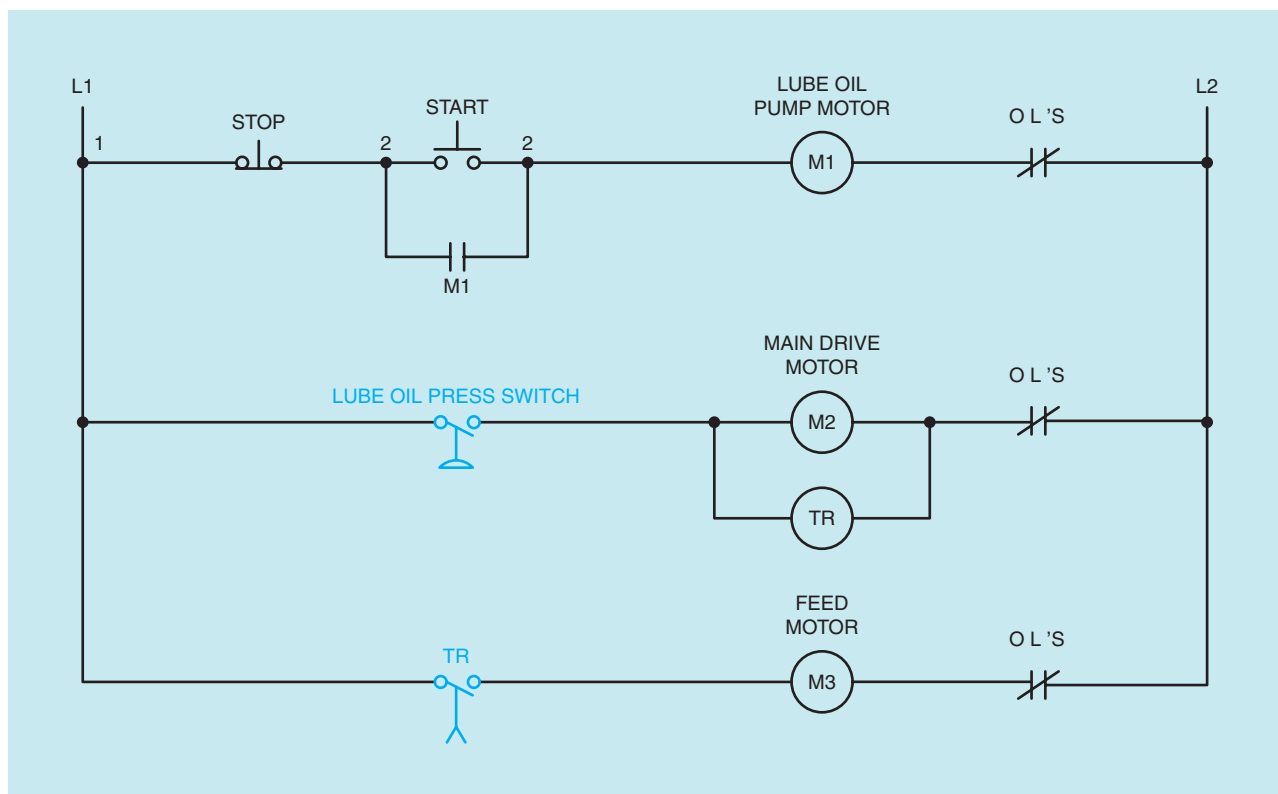 L1
L2
LUBE OIL
PUMP MOTOR
START
O L 'S
STOP
1
2
2
M1
M1
MAIN DRIVE
MOTOR
O L 'S
LUBE OIL PRESS SWITCH
M2
TR
FEED
MOTOR
O L 'S
TR
M3